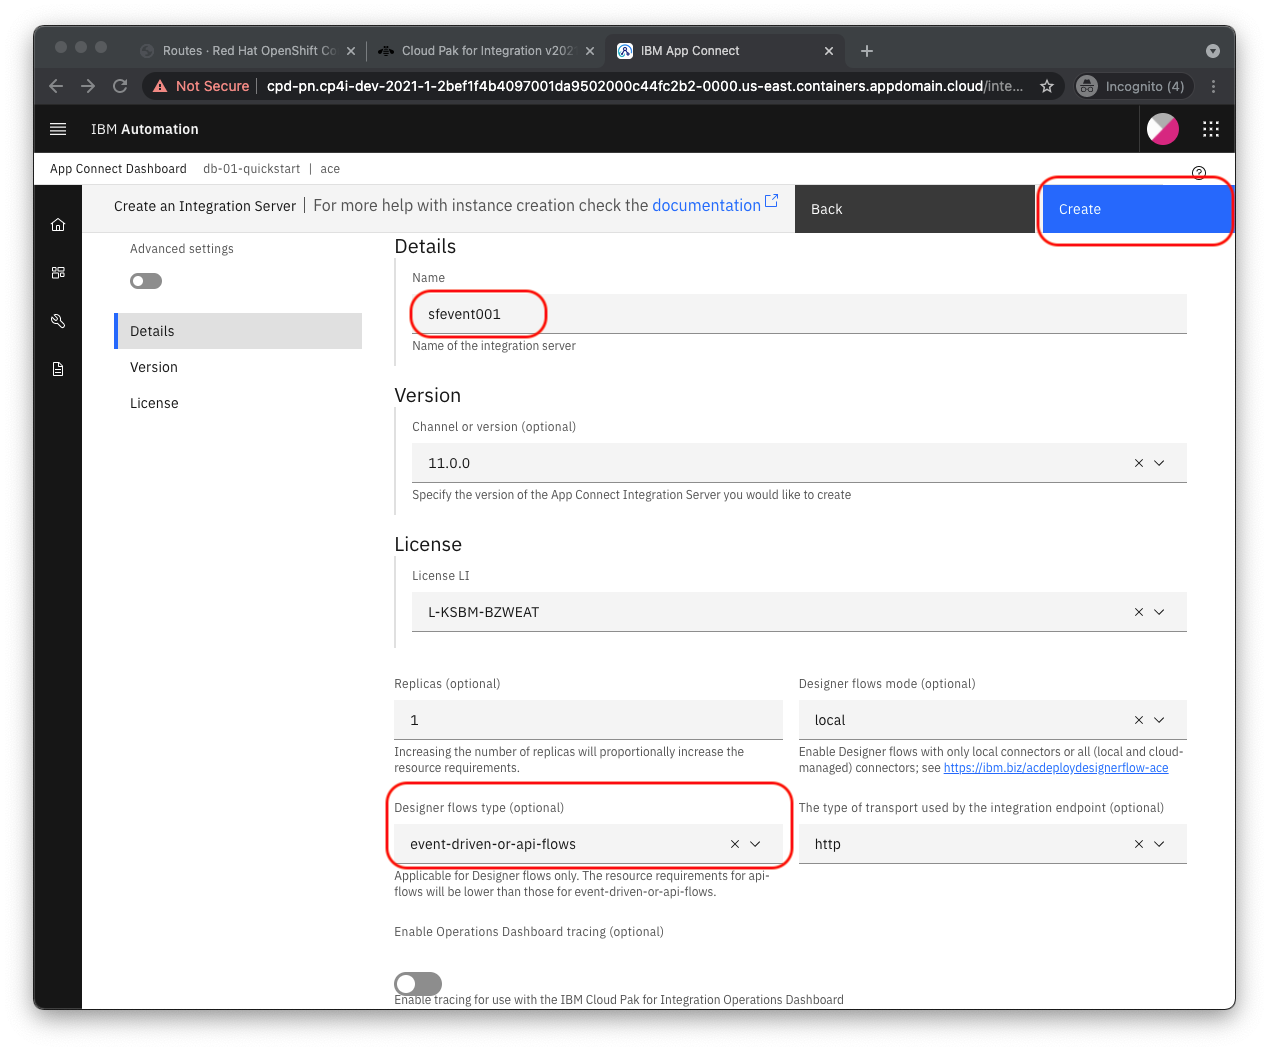 Routes · Red Hat OpenShift Co
Cloud Pak for Integration v202
IBM App Connect
Not Secure
cpd-pn.cp4i-dev-2021-1-2bef1f4b4097001da9502000c44fc2b2-0000.us-east.containers.appdomain.cloud/inte...
Incognito (4)
IBM Automation
App Connect Dashboard db-01-quickstart | ace
Create an Integration Server | For more help with instance creation check the documentation
Back
Create
Advanced settings
Details
Version
License
Details
Name
sfevent001
Name of the integration server
Version
Channel or version (optional)
11.0.0
Specify the version of the App Connect Integration Server you would like to create
License
License LI
L-KSBM-BZWEAT
Replicas (optional)
1
Increasing the number of replicas will proportionally increase the
resource requirements.
Designer flows mode (optional)
local
Enable Designer flows with only local connectors or all (local and cloud-
managed) connectors; see https://ibm.biz/acdeploydesignerflow-ace
Designer flows type (optional)
event-driven-or-api-flows
Applicable for Designer flows only. The resource requirements for api-
flows will be lower than those for event-driven-or-api-flows.
The type of transport used by the integration endpoint (optional)
http
Enable Operations Dashboard tracing (optional)
Enable tracing for use with the IBM Cloud Pak for Integration Operations Dashboard